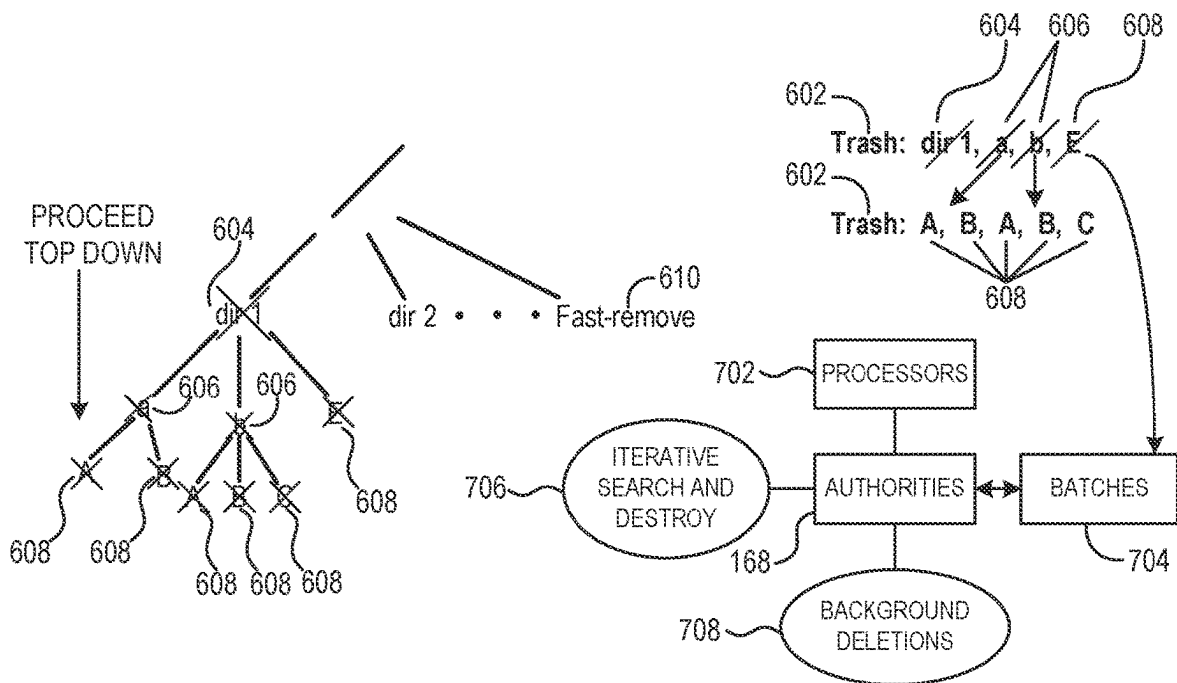 604 606 608
602
Trash: dir 1, a, b, E
602
Trash: A, B, A, B, C
608
PROCEED
TOP DOWN
604
dir 1
dir 2 • • • Fast-remove
610
a 606
b 606
E
608
A B A B C
608 608 608 608 608
702 PROCESSORS
706 ITERATIVE
SEARCH AND
DESTROY
AUTHORITIES
168
BATCHES
704
708 BACKGROUND
DELETIONS